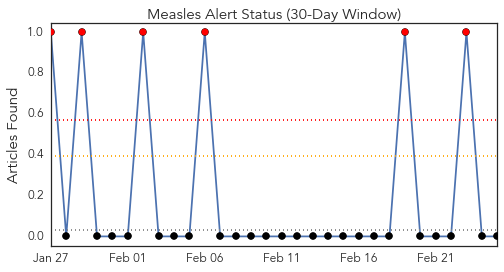 Measles Alert Status (30-Day Window)
1.0
0.8
0.6
0.4
0.2
0.0
Articles Found
Jan 27 Feb 01 Feb 06 Feb 11 Feb 16 Feb 21